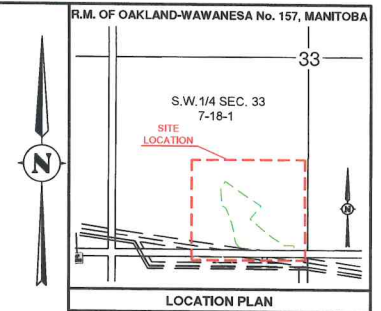 R.M. OF OAKLAND-WAWANESA No. 157, MANITOBA
33
S.W.1/4 SEC. 33
7-18-1
SITE
LOCATION
N
N
LOCATION PLAN